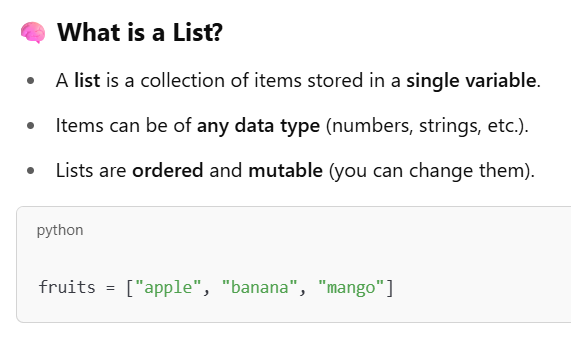 🧠 What is a List?
• A list is a collection of items stored in a single variable.
• Items can be of any data type (numbers, strings, etc.).
• Lists are ordered and mutable (you can change them).
python
fruits = ["apple", "banana", "mango"]